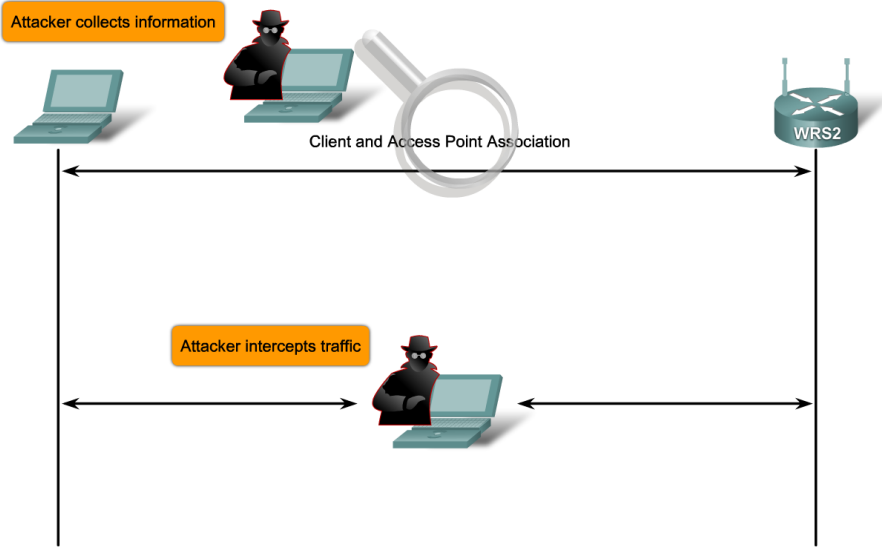 Attacker collects information
Client and Access Point Association
WRS2
Attacker intercepts traffic